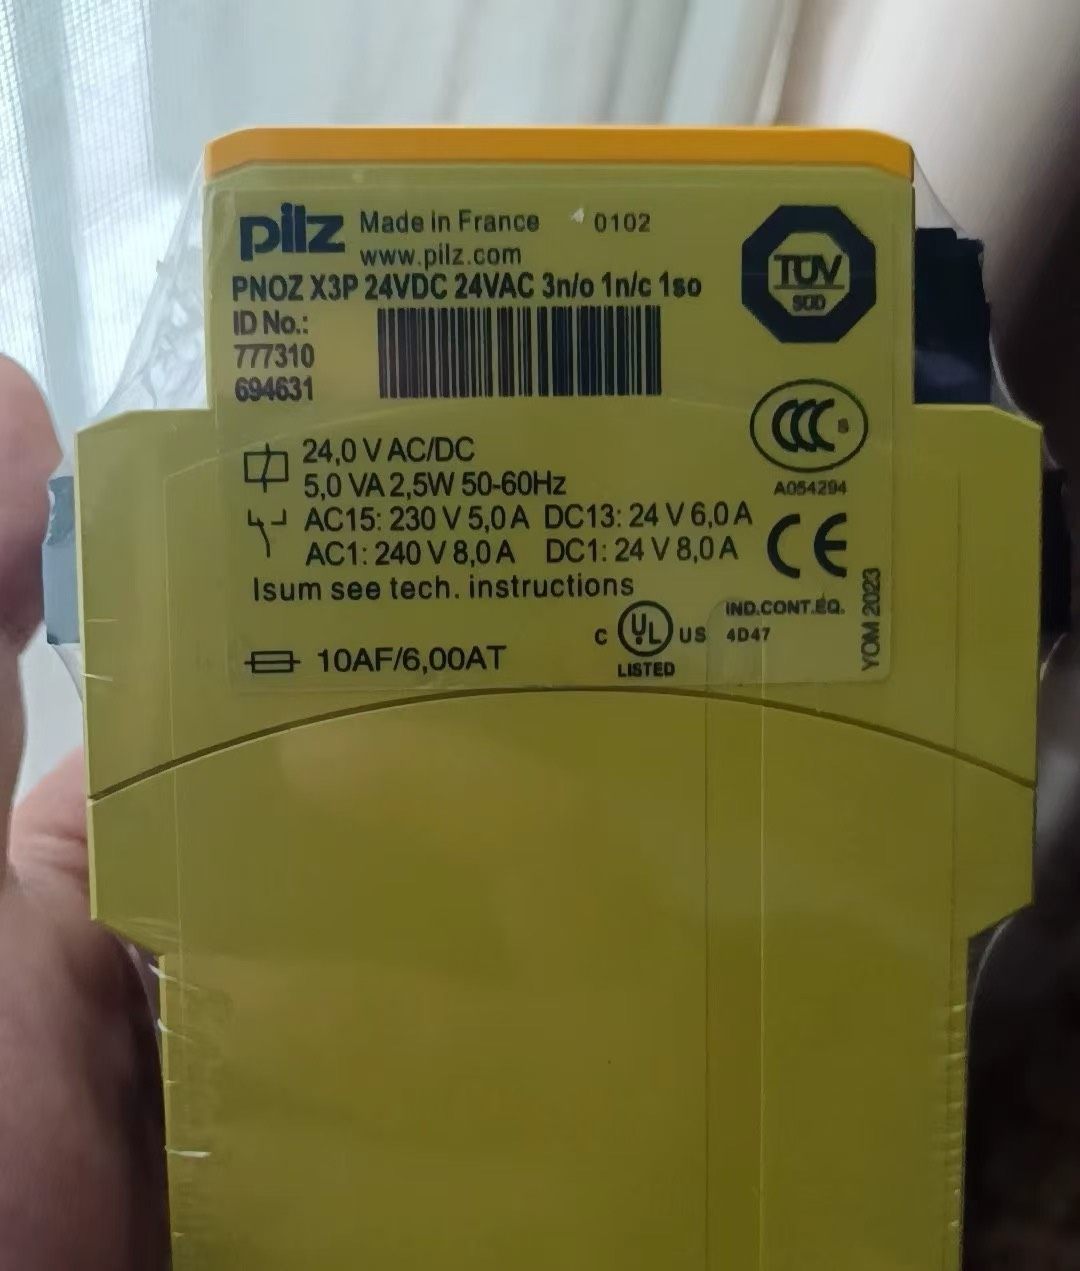 pilz Made in France 0102
www.pilz.com
PNOZ X3P 24VDC 24VAC 3n/o 1n/c 1so
ID No.:
777310
694631
TÜV
SÜD
CCC S
A054294
24,0 V AC/DC
5,0 VA 2,5W 50-60Hz
AC15: 230 V 5,0 A DC13: 24 V 6,0 A
AC1: 240 V 8,0 A DC1: 24 V 8,0 A
CE
Isum see tech. instructions
10AF/6,00AT
C UL US
LISTED
IND.CONT.EQ.
4D47
YOM 2023